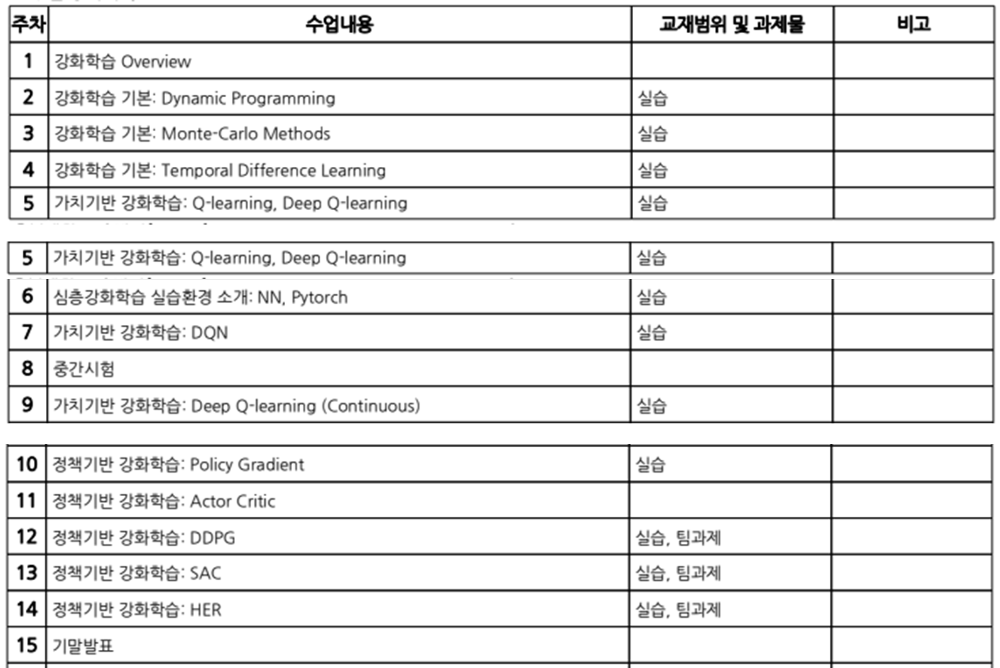 주차 수업내용 교재범위 및 과제물 비고
1 강화학습 Overview
2 강화학습 기본: Dynamic Programming 실습
3 강화학습 기본: Monte-Carlo Methods 실습
4 강화학습 기본: Temporal Difference Learning 실습
5 가치기반 강화학습: Q-learning, Deep Q-learning 실습
5 가치기반 강화학습: Q-learning, Deep Q-learning 실습
6 심층강화학습 실습환경 소개: NN, Pytorch 실습
7 가치기반 강화학습: DQN 실습
8 중간시험
9 가치기반 강화학습: Deep Q-learning (Continuous) 실습
10 정책기반 강화학습: Policy Gradient 실습
11 정책기반 강화학습: Actor Critic
12 정책기반 강화학습: DDPG 실습, 팀과제
13 정책기반 강화학습: SAC 실습, 팀과제
14 정책기반 강화학습: HER 실습, 팀과제
15 기말발표